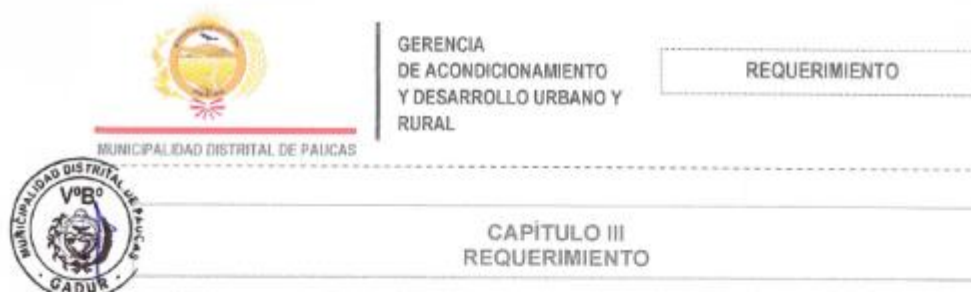 GERENCIA
DE ACONDICIONAMIENTO
Y DESARROLLO URBANO Y
RURAL
REQUERIMIENTO
MUNICIPALIDAD DISTRITAL DE PAUCAS
MUNICIPALIDAD DISTRITAL DE PAUCAS
VºBº
GADUR
CAPÍTULO III
REQUERIMIENTO